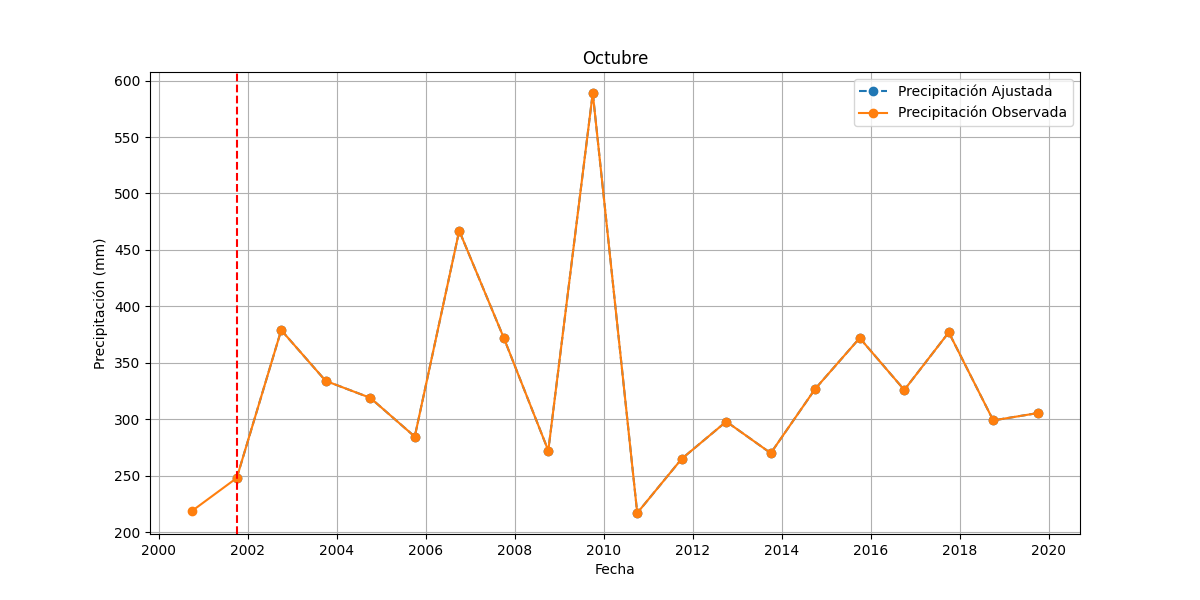 Octubre
Precipitación Ajustada
Precipitación Observada
Precipitación (mm)
600
550
500
450
400
350
300
250
200
2000 2002 2004 2006 2008 2010 2012 2014 2016 2018 2020
Fecha